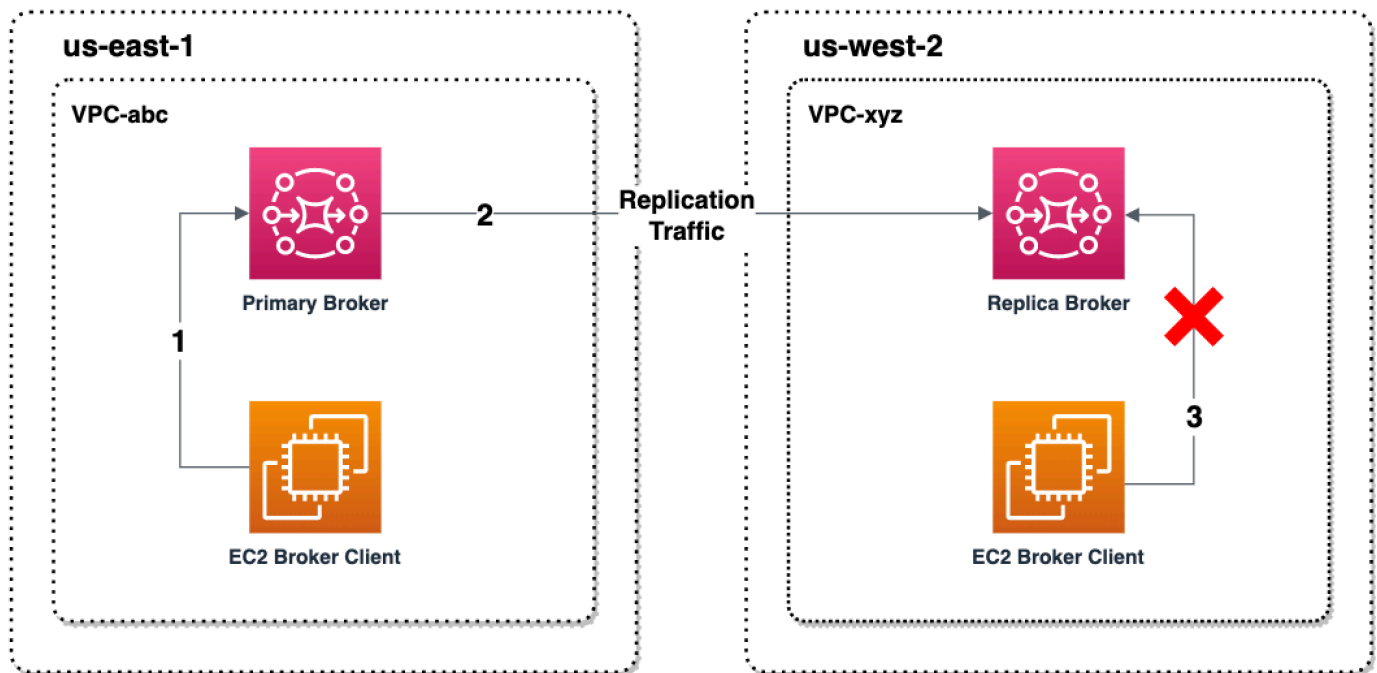 us-east-1
VPC-abc
Primary Broker
1
EC2 Broker Client
2
Replication
Traffic
us-west-2
VPC-xyz
Replica Broker
3
EC2 Broker Client